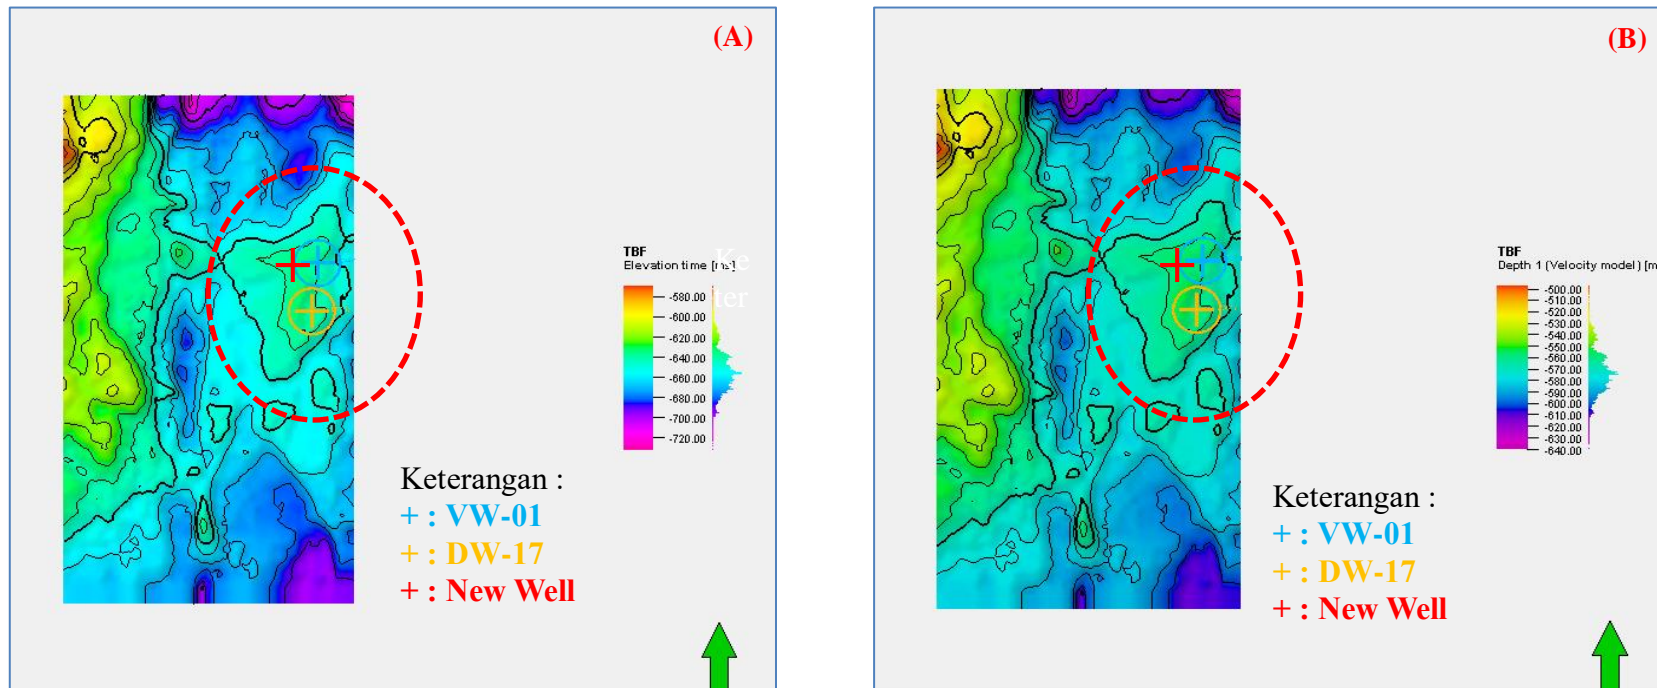 (A)
TBF
Elevation time [ms]
Ke
ter
-580.00
-600.00
-620.00
-640.00
-660.00
-680.00
-700.00
-720.00
Keterangan :
+ : VW-01
+ : DW-17
+ : New Well
(B)
TBF
Depth 1 (Velocity model) [m
-500.00
-510.00
-520.00
-530.00
-540.00
-550.00
-560.00
-570.00
-580.00
-590.00
-600.00
-610.00
-620.00
-630.00
-640.00
Keterangan :
+ : VW-01
+ : DW-17
+ : New Well